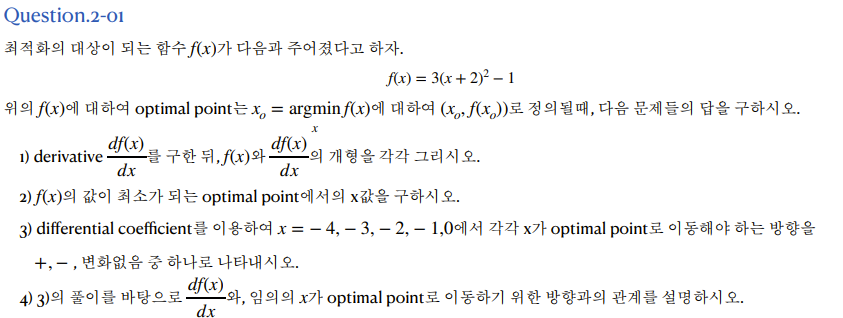 Question.2-01
최적화의 대상이 되는 함수 f(x)가 다음과 주어졌다고 하자.
f(x) = 3(x + 2)² − 1
위의 f(x)에 대하여 optimal point는 xₒ = argmin f(x)에 대하여 (xₒ, f(xₒ))로 정의될때, 다음 문제들의 답을 구하시오.
x
1) derivative df(x)/dx 를 구한 뒤, f(x)와 df(x)/dx 의 개형을 각각 그리시오.
2) f(x)의 값이 최소가 되는 optimal point에서의 x값을 구하시오.
3) differential coefficient를 이용하여 x = − 4, − 3, − 2, − 1,0에서 각각 x가 optimal point로 이동해야 하는 방향을
+, − , 변화없음 중 하나로 나타내시오.
4) 3)의 풀이를 바탕으로 df(x)/dx 와, 임의의 x가 optimal point로 이동하기 위한 방향과의 관계를 설명하시오.